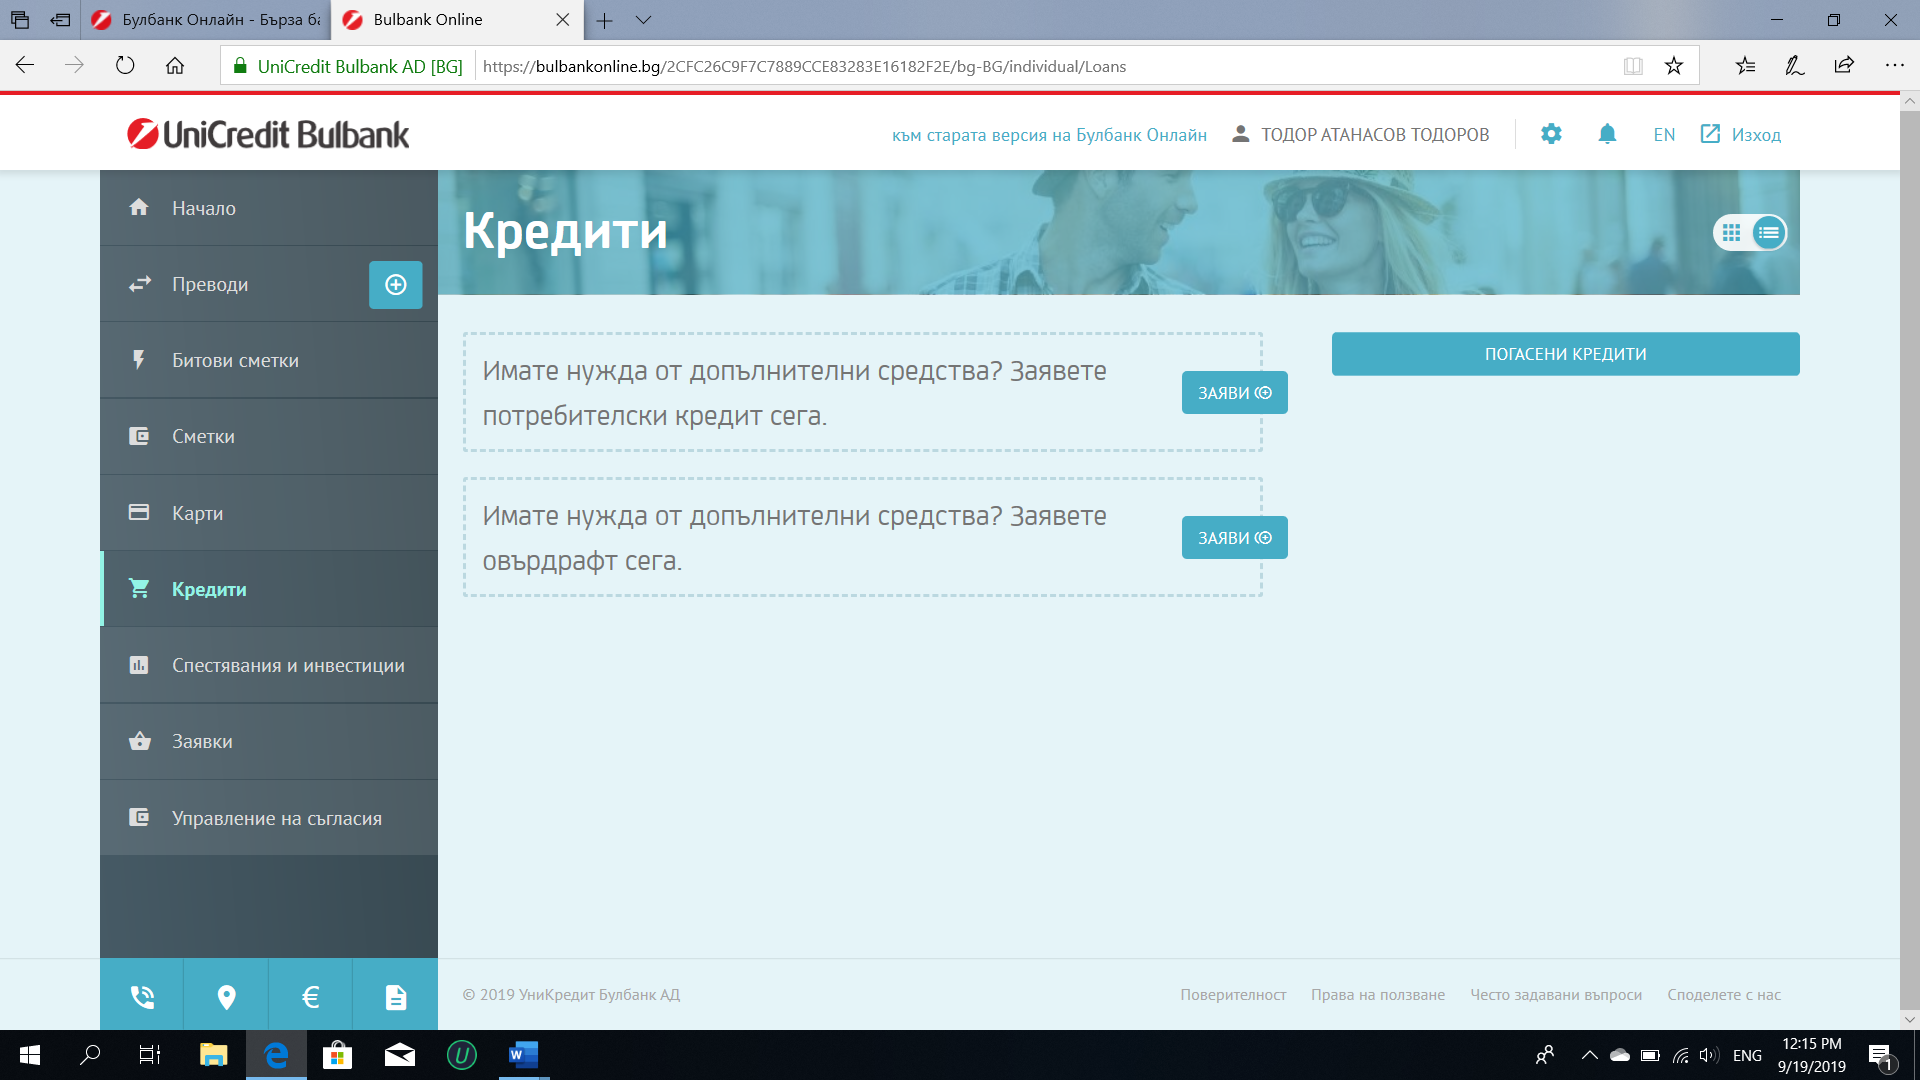 Булбанк Онлайн - Бърза ба
Bulbank Online
UniCredit Bulbank AD [BG]
https://bulbankonline.bg/2CFC26C9F7C7889CCE83283E16182F2E/bg-BG/individual/Loans
UniCredit Bulbank
към старата версия на Булбанк Онлайн
ТОДОР АТАНАСОВ ТОДОРОВ
EN
Изход
Начало
Преводи
Битови сметки
Сметки
Карти
Кредити
Спестявания и инвестиции
Заявки
Управление на съгласия
Кредити
Имате нужда от допълнителни средства? Заявете
потребителски кредит сега.
ЗАЯВИ
Имате нужда от допълнителни средства? Заявете
овърдрафт сега.
ЗАЯВИ
ПОГАСЕНИ КРЕДИТИ
© 2019 УниКредит Булбанк АД
Поверителност
Права на ползване
Често задавани въпроси
Споделете с нас
ENG
12:15 PM
9/19/2019
1